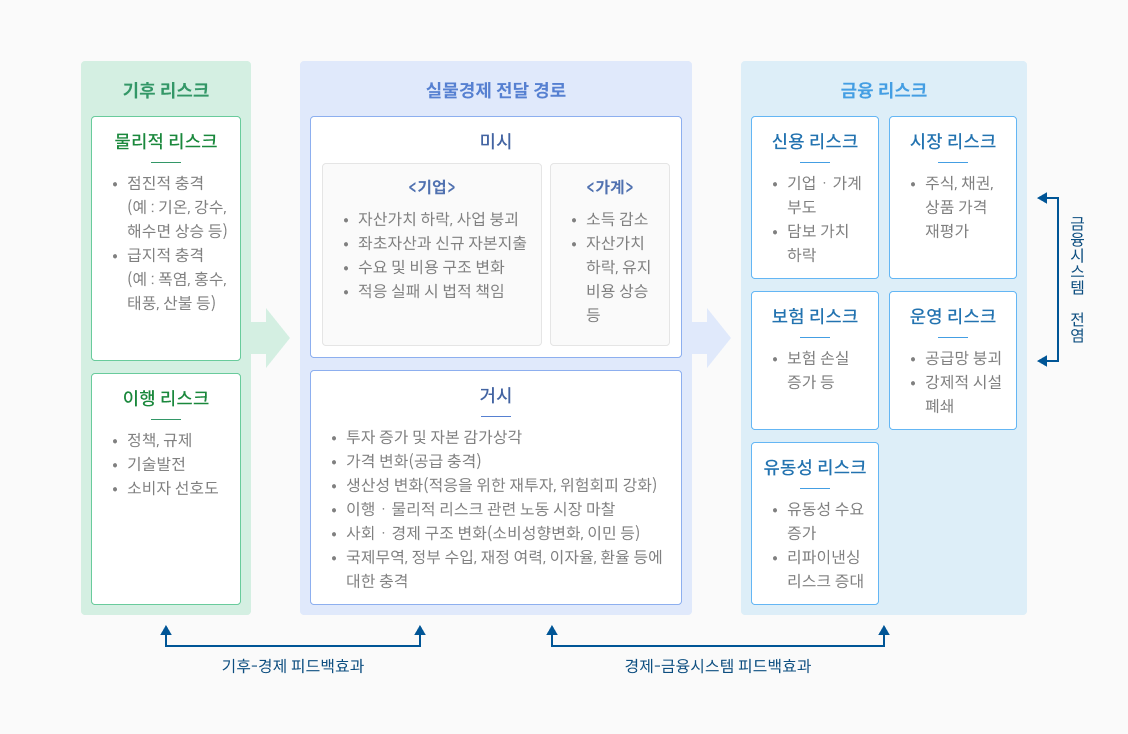 기후 리스크
물리적 리스크
• 점진적 충격
(예 : 기온, 강수,
해수면 상승 등)
• 급지적 충격
(예 : 폭염, 홍수,
태풍, 산불 등)
이행 리스크
• 정책, 규제
• 기술발전
• 소비자 선호도
실물경제 전달 경로
미시
<기업>
• 자산가치 하락, 사업 붕괴
• 좌초자산과 신규 자본지출
• 수요 및 비용 구조 변화
• 적응 실패 시 법적 책임
<가계>
• 소득 감소
• 자산가치
하락, 유지
비용 상승
등
거시
• 투자 증가 및 자본 감가상각
• 가격 변화(공급 충격)
• 생산성 변화(적응을 위한 재투자, 위험회피 강화)
• 이행ㆍ물리적 리스크 관련 노동 시장 마찰
• 사회ㆍ경제 구조 변화(소비성향변화, 이민 등)
• 국제무역, 정부 수입, 재정 여력, 이자율, 환율 등에
대한 충격
금융 리스크
신용 리스크
• 기업ㆍ가계
부도
• 담보 가치
하락
시장 리스크
• 주식, 채권,
상품 가격
재평가
보험 리스크
• 보험 손실
증가 등
운영 리스크
• 공급망 붕괴
• 강제적 시설
폐쇄
유동성 리스크
• 유동성 수요
증가
• 리파이낸싱
리스크 증대
금융시스템 전염
기후-경제 피드백효과
경제-금융시스템 피드백효과